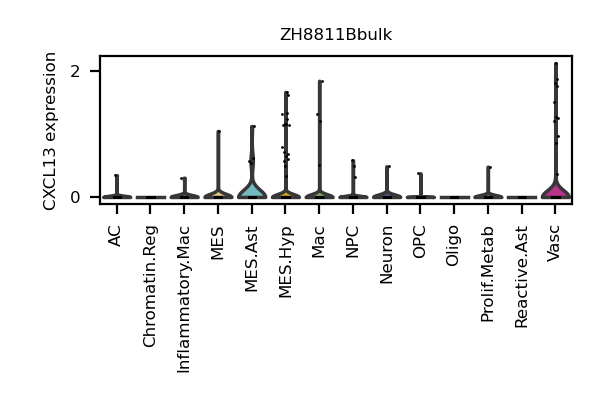 ZH8811Bbulk
CXCL13 expression
2
0
AC
Chromatin.Reg
Inflammatory.Mac
MES
MES.Ast
MES.Hyp
Mac
NPC
Neuron
OPC
Oligo
Prolif.Metab
Reactive.Ast
Vasc